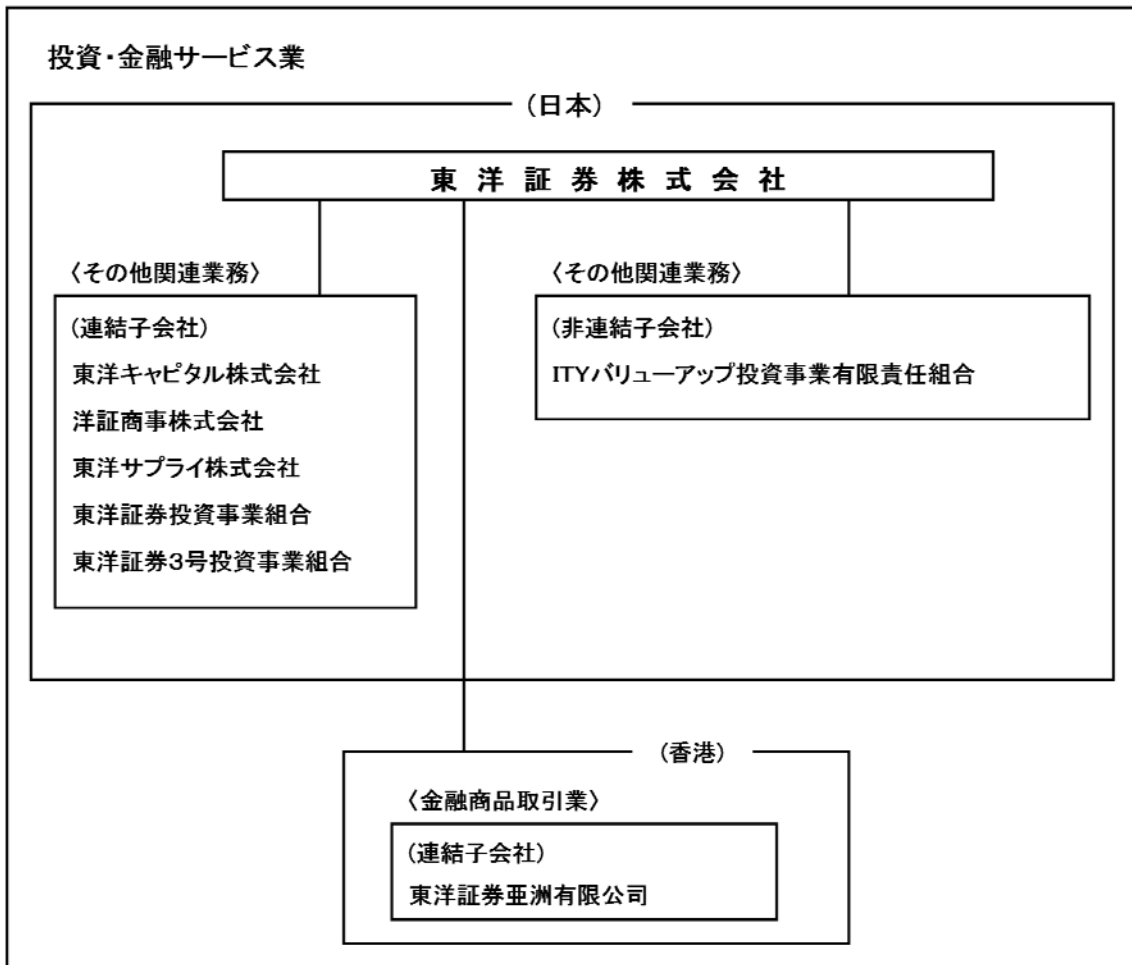 投資・金融サービス業
(日本)
東洋証券株式会社
〈その他関連業務〉
(連結子会社)
東洋キャピタル株式会社
洋証商事株式会社
東洋サプライ株式会社
東洋証券投資事業組合
東洋証券3号投資事業組合
〈その他関連業務〉
(非連結子会社)
ITYバリューアップ投資事業有限責任組合
(香港)
〈金融商品取引業〉
(連結子会社)
東洋証券亜洲有限公司